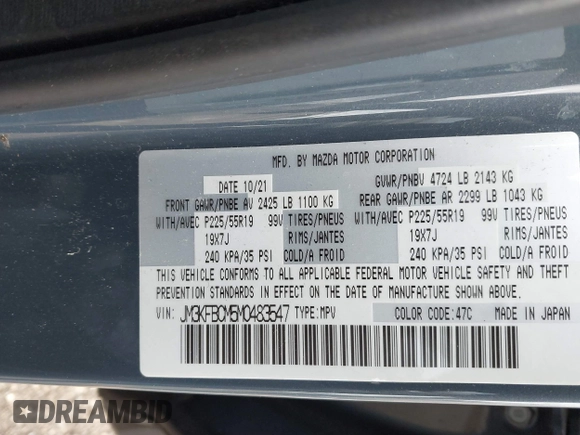 MFD. BY MAZDA MOTOR CORPORATION
DATE 10/21
GVWR/PNBV 4724 LB 2143 KG
FRONT GAWR/PNBE AV 2425 LB 1100 KG
REAR GAWR/PNBE AR 2299 LB 1043 KG
WITH/AVEC P225/55R19 99V TIRES/PNEUS
WITH/AVEC P225/55R19 99V TIRES/PNEUS
19X7J RIMS/JANTES
19X7J RIMS/JANTES
240 KPA/35 PSI COLD/A FROID
240 KPA/35 PSI COLD/A FROID
THIS VEHICLE CONFORMS TO ALL APPLICABLE FEDERAL MOTOR VEHICLE SAFETY AND THEFT
PREVENTION STANDARDS IN EFFECT ON THE DATE OF MANUFACTURE SHOWN ABOVE.
VIN: JM3KFBCM5M0483547 TYPE:MPV
COLOR CODE:47C MADE IN JAPAN
DREAMBID